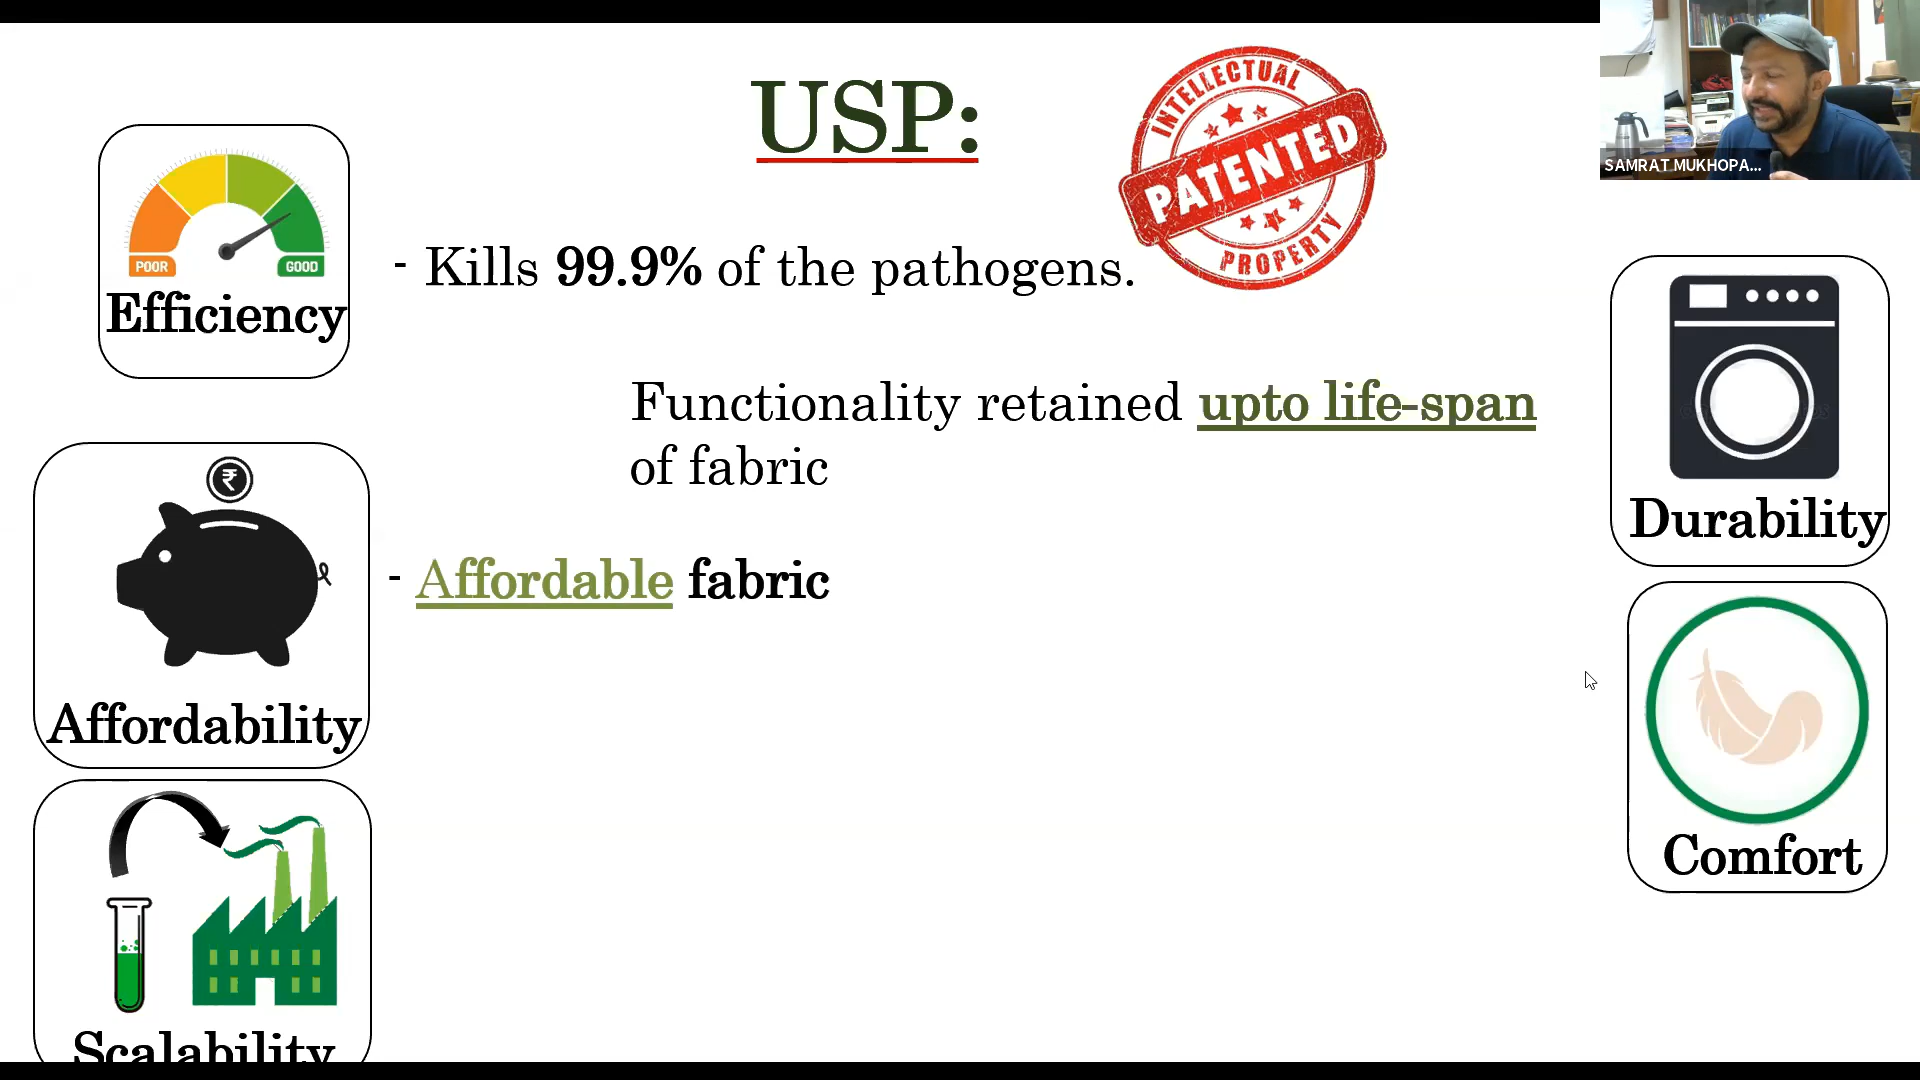 USP:
INTELLECTUAL
PATENTED
PROPERTY
SAMRAT MUKHOPA...
POOR
GOOD
Efficiency
- Kills 99.9% of the pathogens.
Functionality retained upto life-span
of fabric
Durability
₹
Affordability
- Affordable fabric
Comfort
Scalability